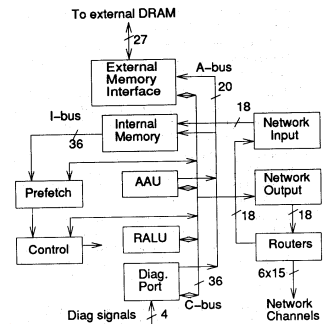 To external DRAM
27
External
Memory
Interface
A-bus
20
I-bus
36
Internal
Memory
18
Network
Input
Prefetch
AAU
Network
Output
18
18
Control
RALU
Routers
Diag.
Port
36
6x15
C-bus
Diag signals
4
Network
Channels